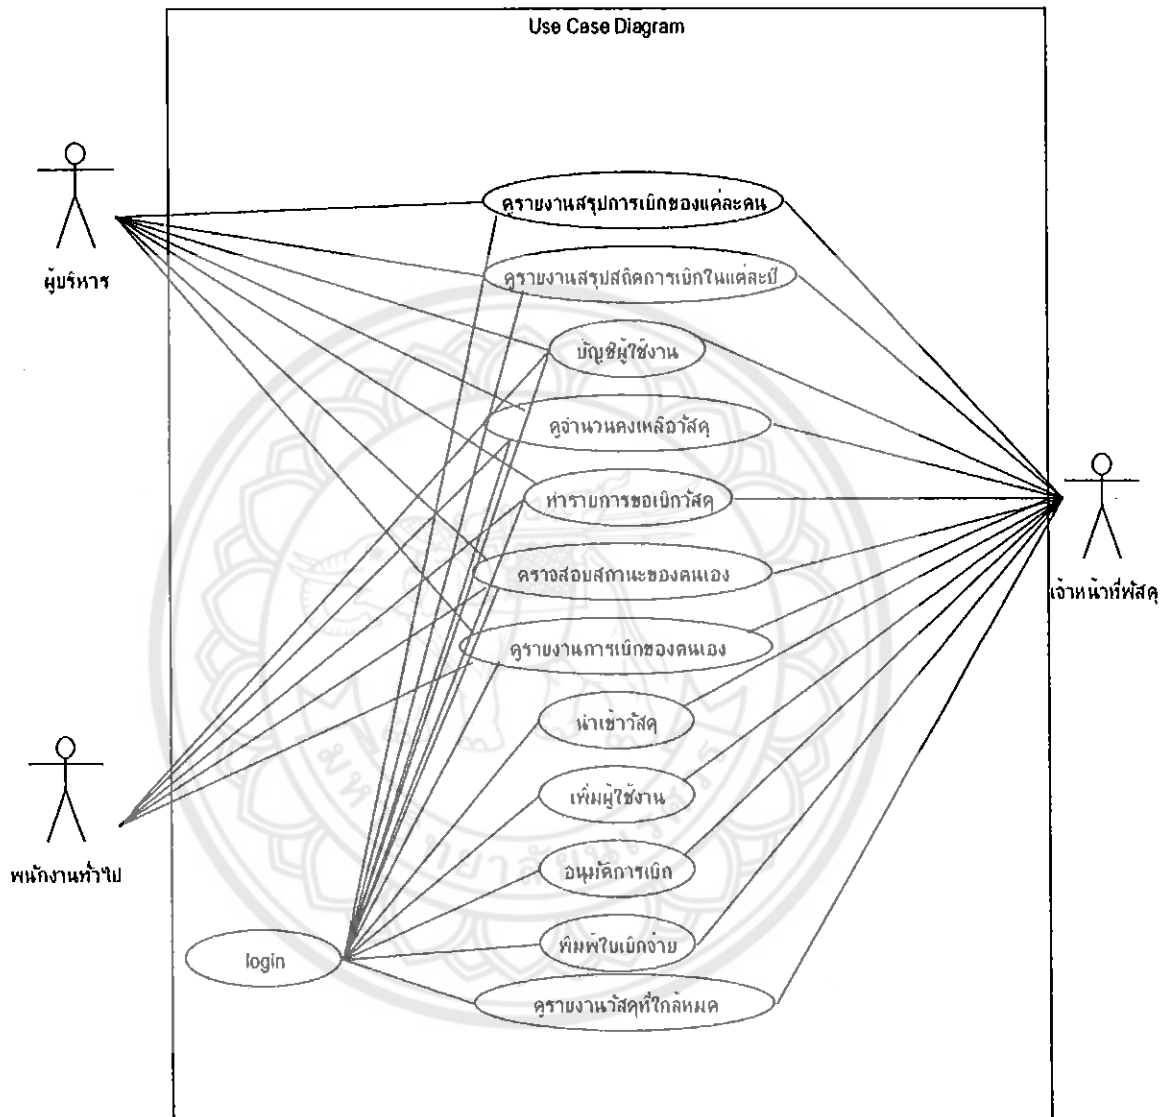 Use Case Diagram
ดูรายงานสรุปการเบิกของแต่ละคน
ผู้บริหาร
ดูรายงานสรุปสถิติการเบิกในแต่ละปี
บัญชีผู้ใช้งาน
ดูจำนวนคงเหลือวัสดุ
ทำรายการขอเบิกวัสดุ
ตรวจสอบสถานะของตนเอง
เจ้าหน้าที่พัสดุ
ดูรายงานการเบิกของตนเอง
นำเข้าวัสดุ
เพิ่มผู้ใช้งาน
พนักงานทั่วไป
อนุมัติการเบิก
พิมพ์ใบเบิกจ่าย
login
ดูรายงานวัสดุที่ใกล้หมด